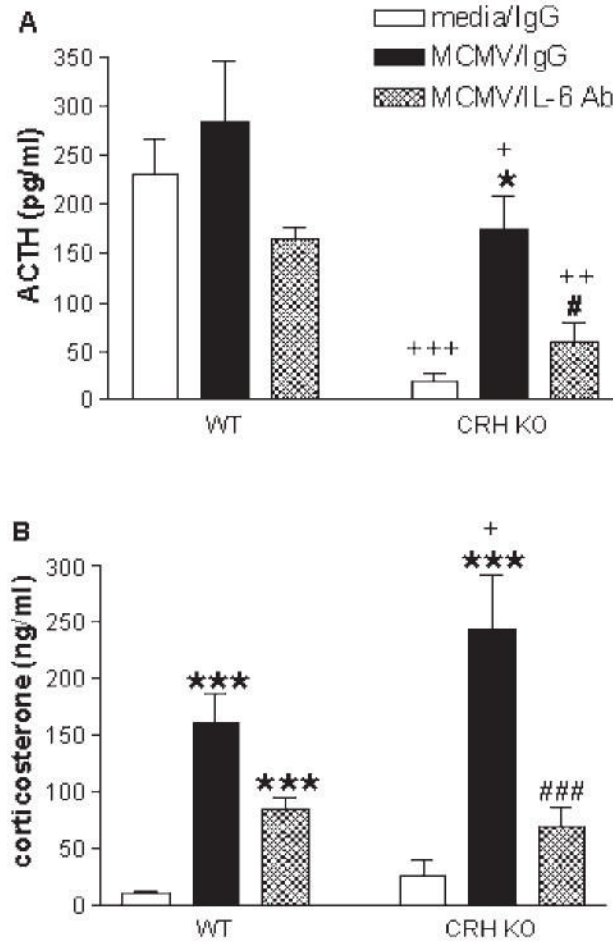 A
media/IgG
MCMV/IgG
MCMV/IL-6 Ab
ACTH (pg/ml)
350
300
250
200
150
100
50
0
+
★
++
#
+++
WT
CRH KO
B
corticosterone (ng/ml)
300
250
200
150
100
50
0
+
★★★
★★★
★★★
###
WT
CRH KO